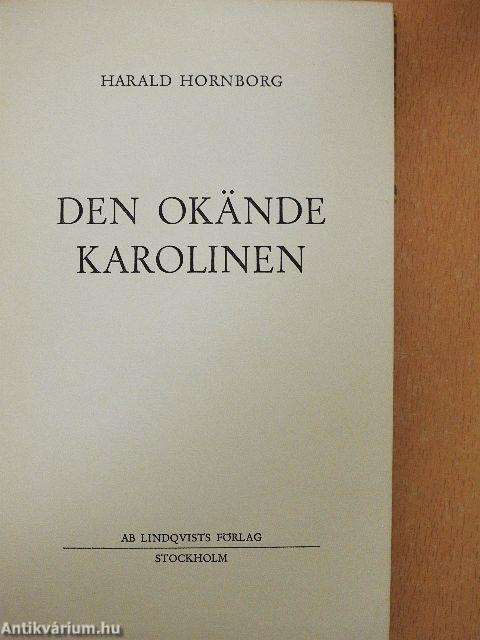 HARALD HORNBORG
DEN OKÄNDE
KAROLINEN
AB LINDQVISTS FÖRLAG
STOCKHOLM
Antikvárium.hu